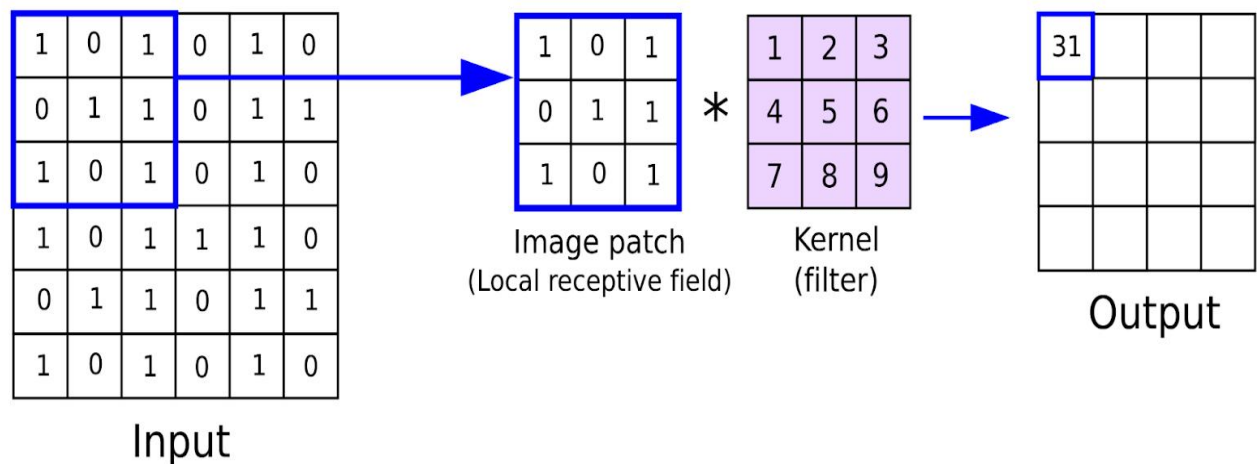 1 0 1 0 1 0
0 1 1 0 1 1
1 0 1 0 1 0
1 0 1 1 1 0
0 1 1 0 1 1
1 0 1 0 1 0
Input
1 0 1
0 1 1
1 0 1
Image patch
(Local receptive field)
*
1 2 3
4 5 6
7 8 9
Kernel
(filter)
31
Output